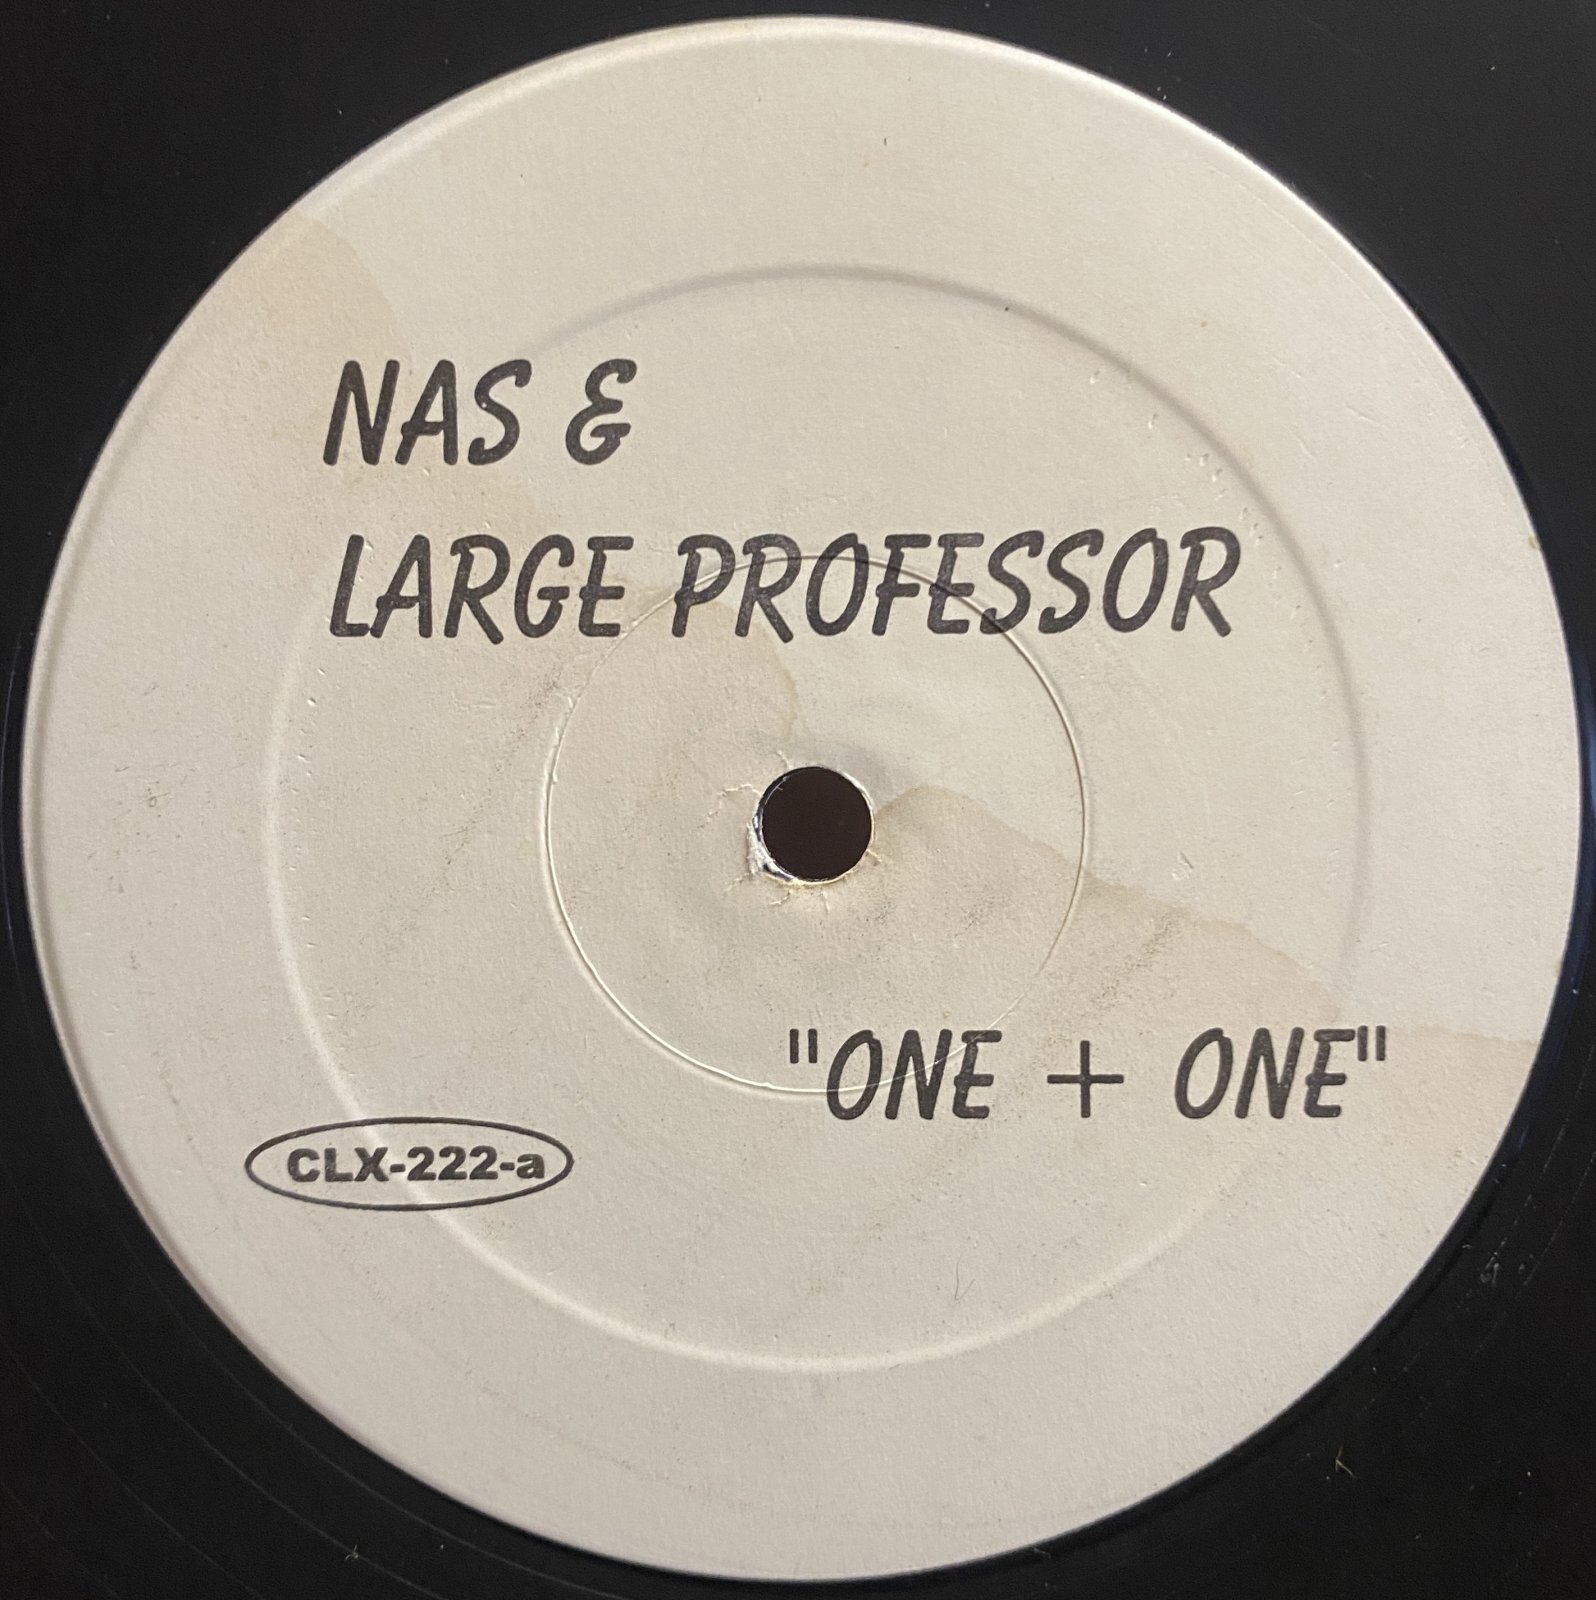 NAS &
LARGE PROFESSOR
"ONE + ONE"
CLX-222-a